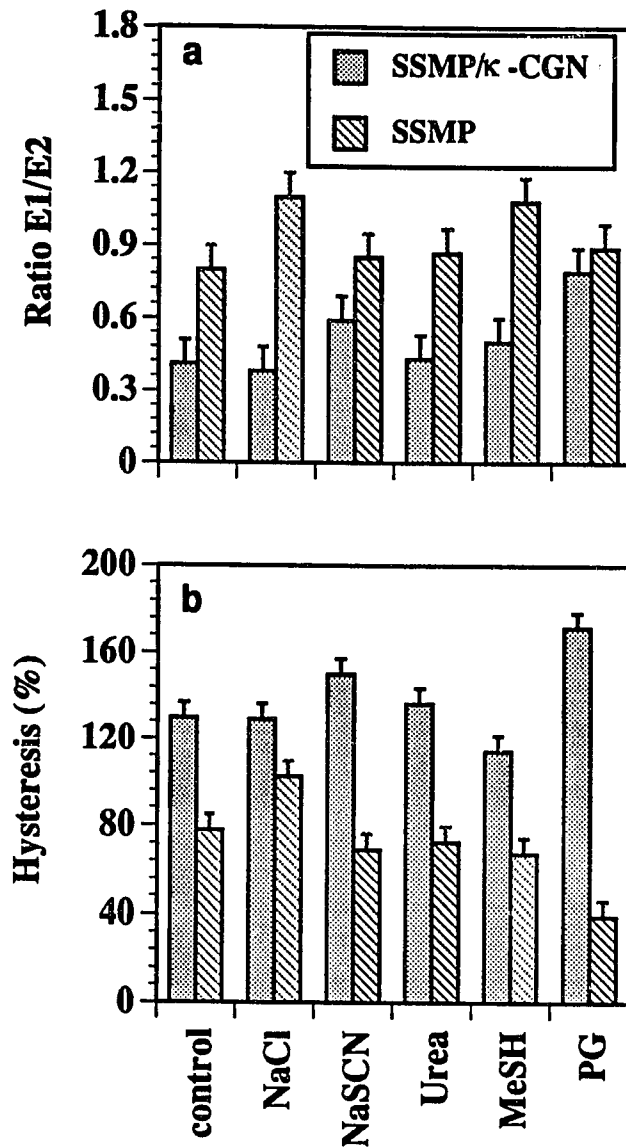 a
SSMP/κ -CGN
SSMP
Ratio E1/E2
1.8
1.5
1.2
0.9
0.6
0.3
0
b
Hysteresis (%)
200
160
120
80
40
0
control
NaCl
NaSCN
Urea
MeSH
PG